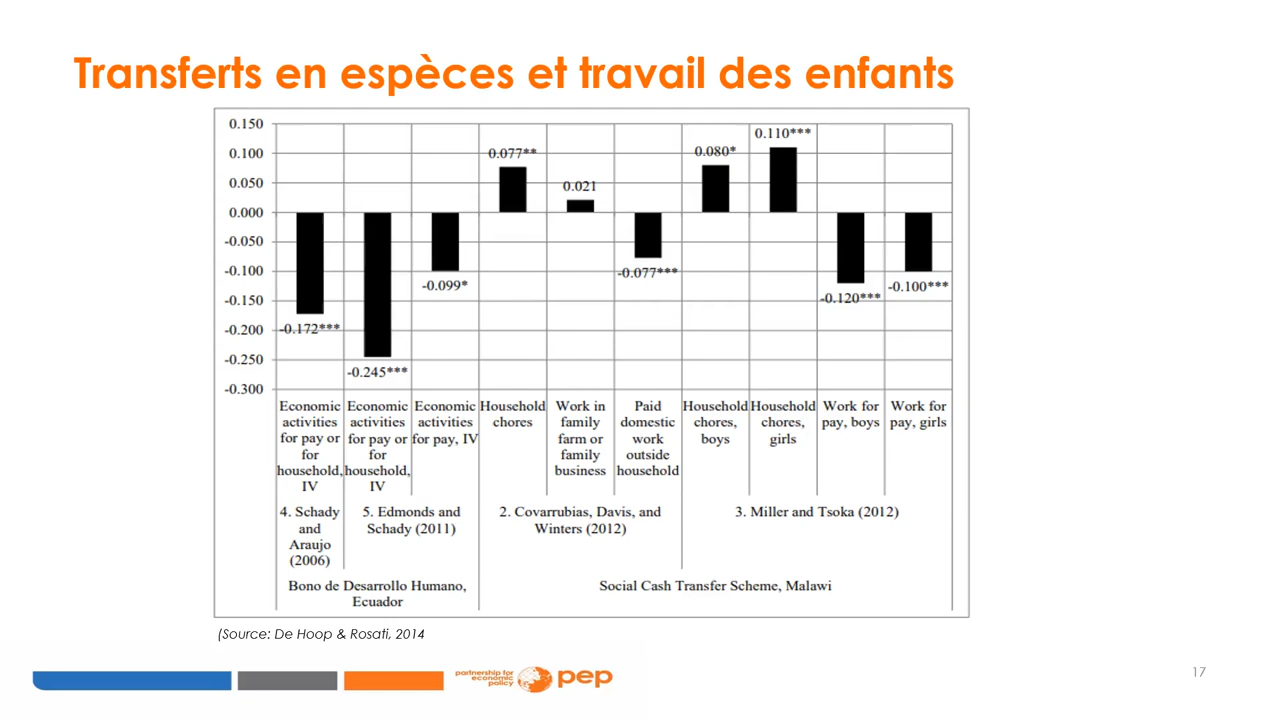 Transferts en espèces et travail des enfants
0.150
0.100
0.050
0.000
-0.050
-0.100
-0.150
-0.200
-0.250
-0.300
-0.172***
-0.245***
-0.099*
0.077**
0.021
-0.077***
0.080*
0.110***
-0.120***
-0.100***
Economic
activities
for pay or
for
household,
IV
Economic
activities
for pay or
for
household,
IV
Economic
activities
for pay, IV
Household
chores
Work in
family
farm or
family
business
Paid
domestic
work
outside
household
Household
chores,
boys
Household
chores,
girls
Work for
pay, boys
Work for
pay, girls
4. Schady
and
Araujo
(2006)
5. Edmonds and
Schady (2011)
2. Covarrubias, Davis, and
Winters (2012)
3. Miller and Tsoka (2012)
Bono de Desarrollo Humano,
Ecuador
Social Cash Transfer Scheme, Malawi
(Source: De Hoop & Rosati, 2014
partnership for
economic
policy
pep
17